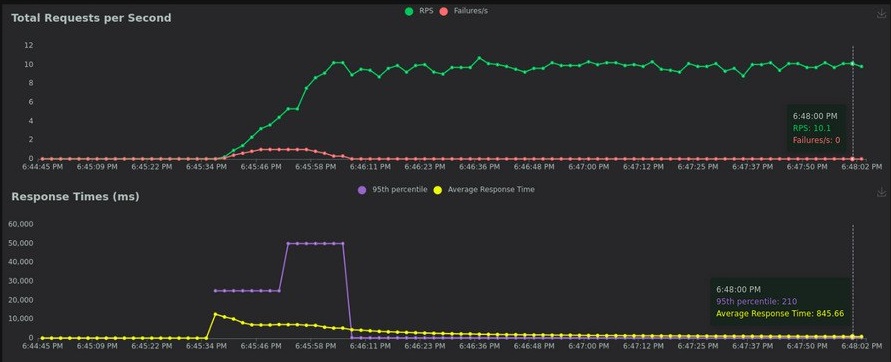 RPS Failures/s
Total Requests per Second
12
10
8
6
4
2
0
6:48:00 PM
RPS: 10.1
Failures/s: 0
6:44:45 PM 6:45:09 PM 6:45:22 PM 6:45:34 PM 6:45:46 PM 6:45:58 PM 6:46:11 PM 6:46:23 PM 6:46:36 PM 6:46:48 PM 6:47:00 PM 6:47:13 PM 6:47:25 PM 6:47:37 PM 6:47:50 PM 6:48:02 PM
95th percentile Average Response Time
Response Times (ms)
60,000
50,000
40,000
30,000
20,000
10,000
0
6:48:00 PM
95th percentile: 210
Average Response Time: 845.66
6:44:45 PM 6:45:09 PM 6:45:22 PM 6:45:34 PM 6:45:46 PM 6:45:58 PM 6:46:11 PM 6:46:23 PM 6:46:36 PM 6:46:48 PM 6:47:00 PM 6:47:13 PM 6:47:25 PM 6:47:37 PM 6:47:50 PM 6:48:02 PM